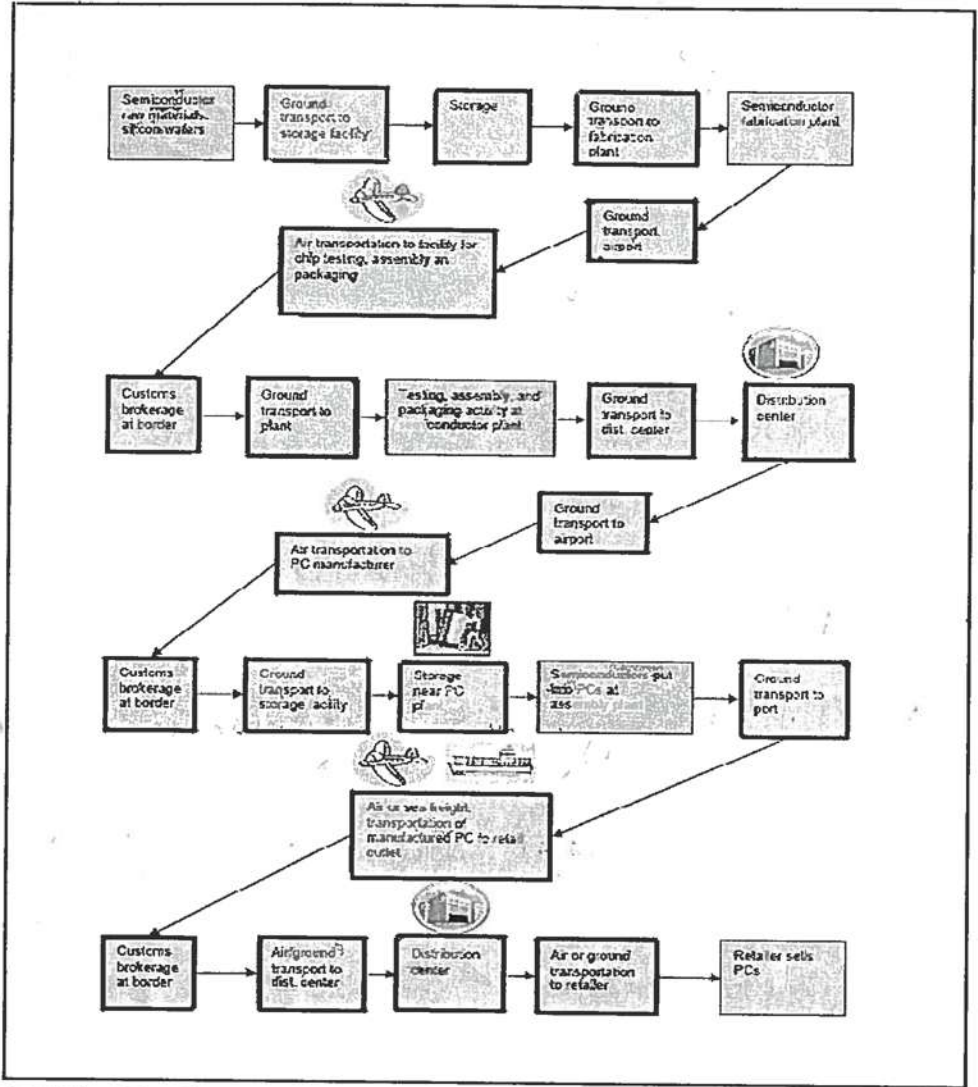 Semiconductor
raw materials,
silicon wafers
Ground
transport to
storage facility
Storage
Ground
transport to
fabrication
plant
Semiconductor
fabrication plant
Ground
transport
airport
Air transportation to facility for
chip testing, assembly an
packaging
Customs
brokerage
at border
Ground
transport to
plant
Testing, assembly, and
packaging activity at
conductor plant
Ground
transport to
dist. center
Distribution
center
Ground
transport to
airport
Air transportation to
PC manufacturer
Customs
brokerage
at border
Ground
transport to
storage facility
Storage
near PC
plant
Semiconductors put
into PCs at
assembly plant
Ground
transport to
port
Air or sea freight
transportation of
manufactured PC to retail
outlet
Customs
brokerage
at border
Air/ground
transport to
dist. center
Distribution
center
Air or ground
transportation
to retailer
Retailer sells
PCs